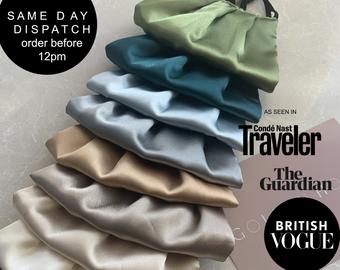 SAME DAY
DISPATCH
order before
12pm
AS SEEN IN
Condé Nast
Traveler
The
Guardian
BRITISH
VOGUE